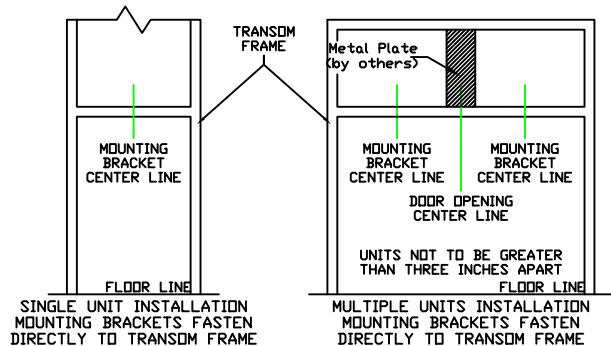 TRANSOM
FRAME
Metal Plate
(by others)
MOUNTING
BRACKET
CENTER LINE
MOUNTING
BRACKET
CENTER LINE
MOUNTING
BRACKET
CENTER LINE
DOOR OPENING
CENTER LINE
UNITS NOT TO BE GREATER
THAN THREE INCHES APART
FLOOR LINE
FLOOR LINE
SINGLE UNIT INSTALLATION
MOUNTING BRACKETS FASTEN
DIRECTLY TO TRANSOM FRAME
MULTIPLE UNITS INSTALLATION
MOUNTING BRACKETS FASTEN
DIRECTLY TO TRANSOM FRAME